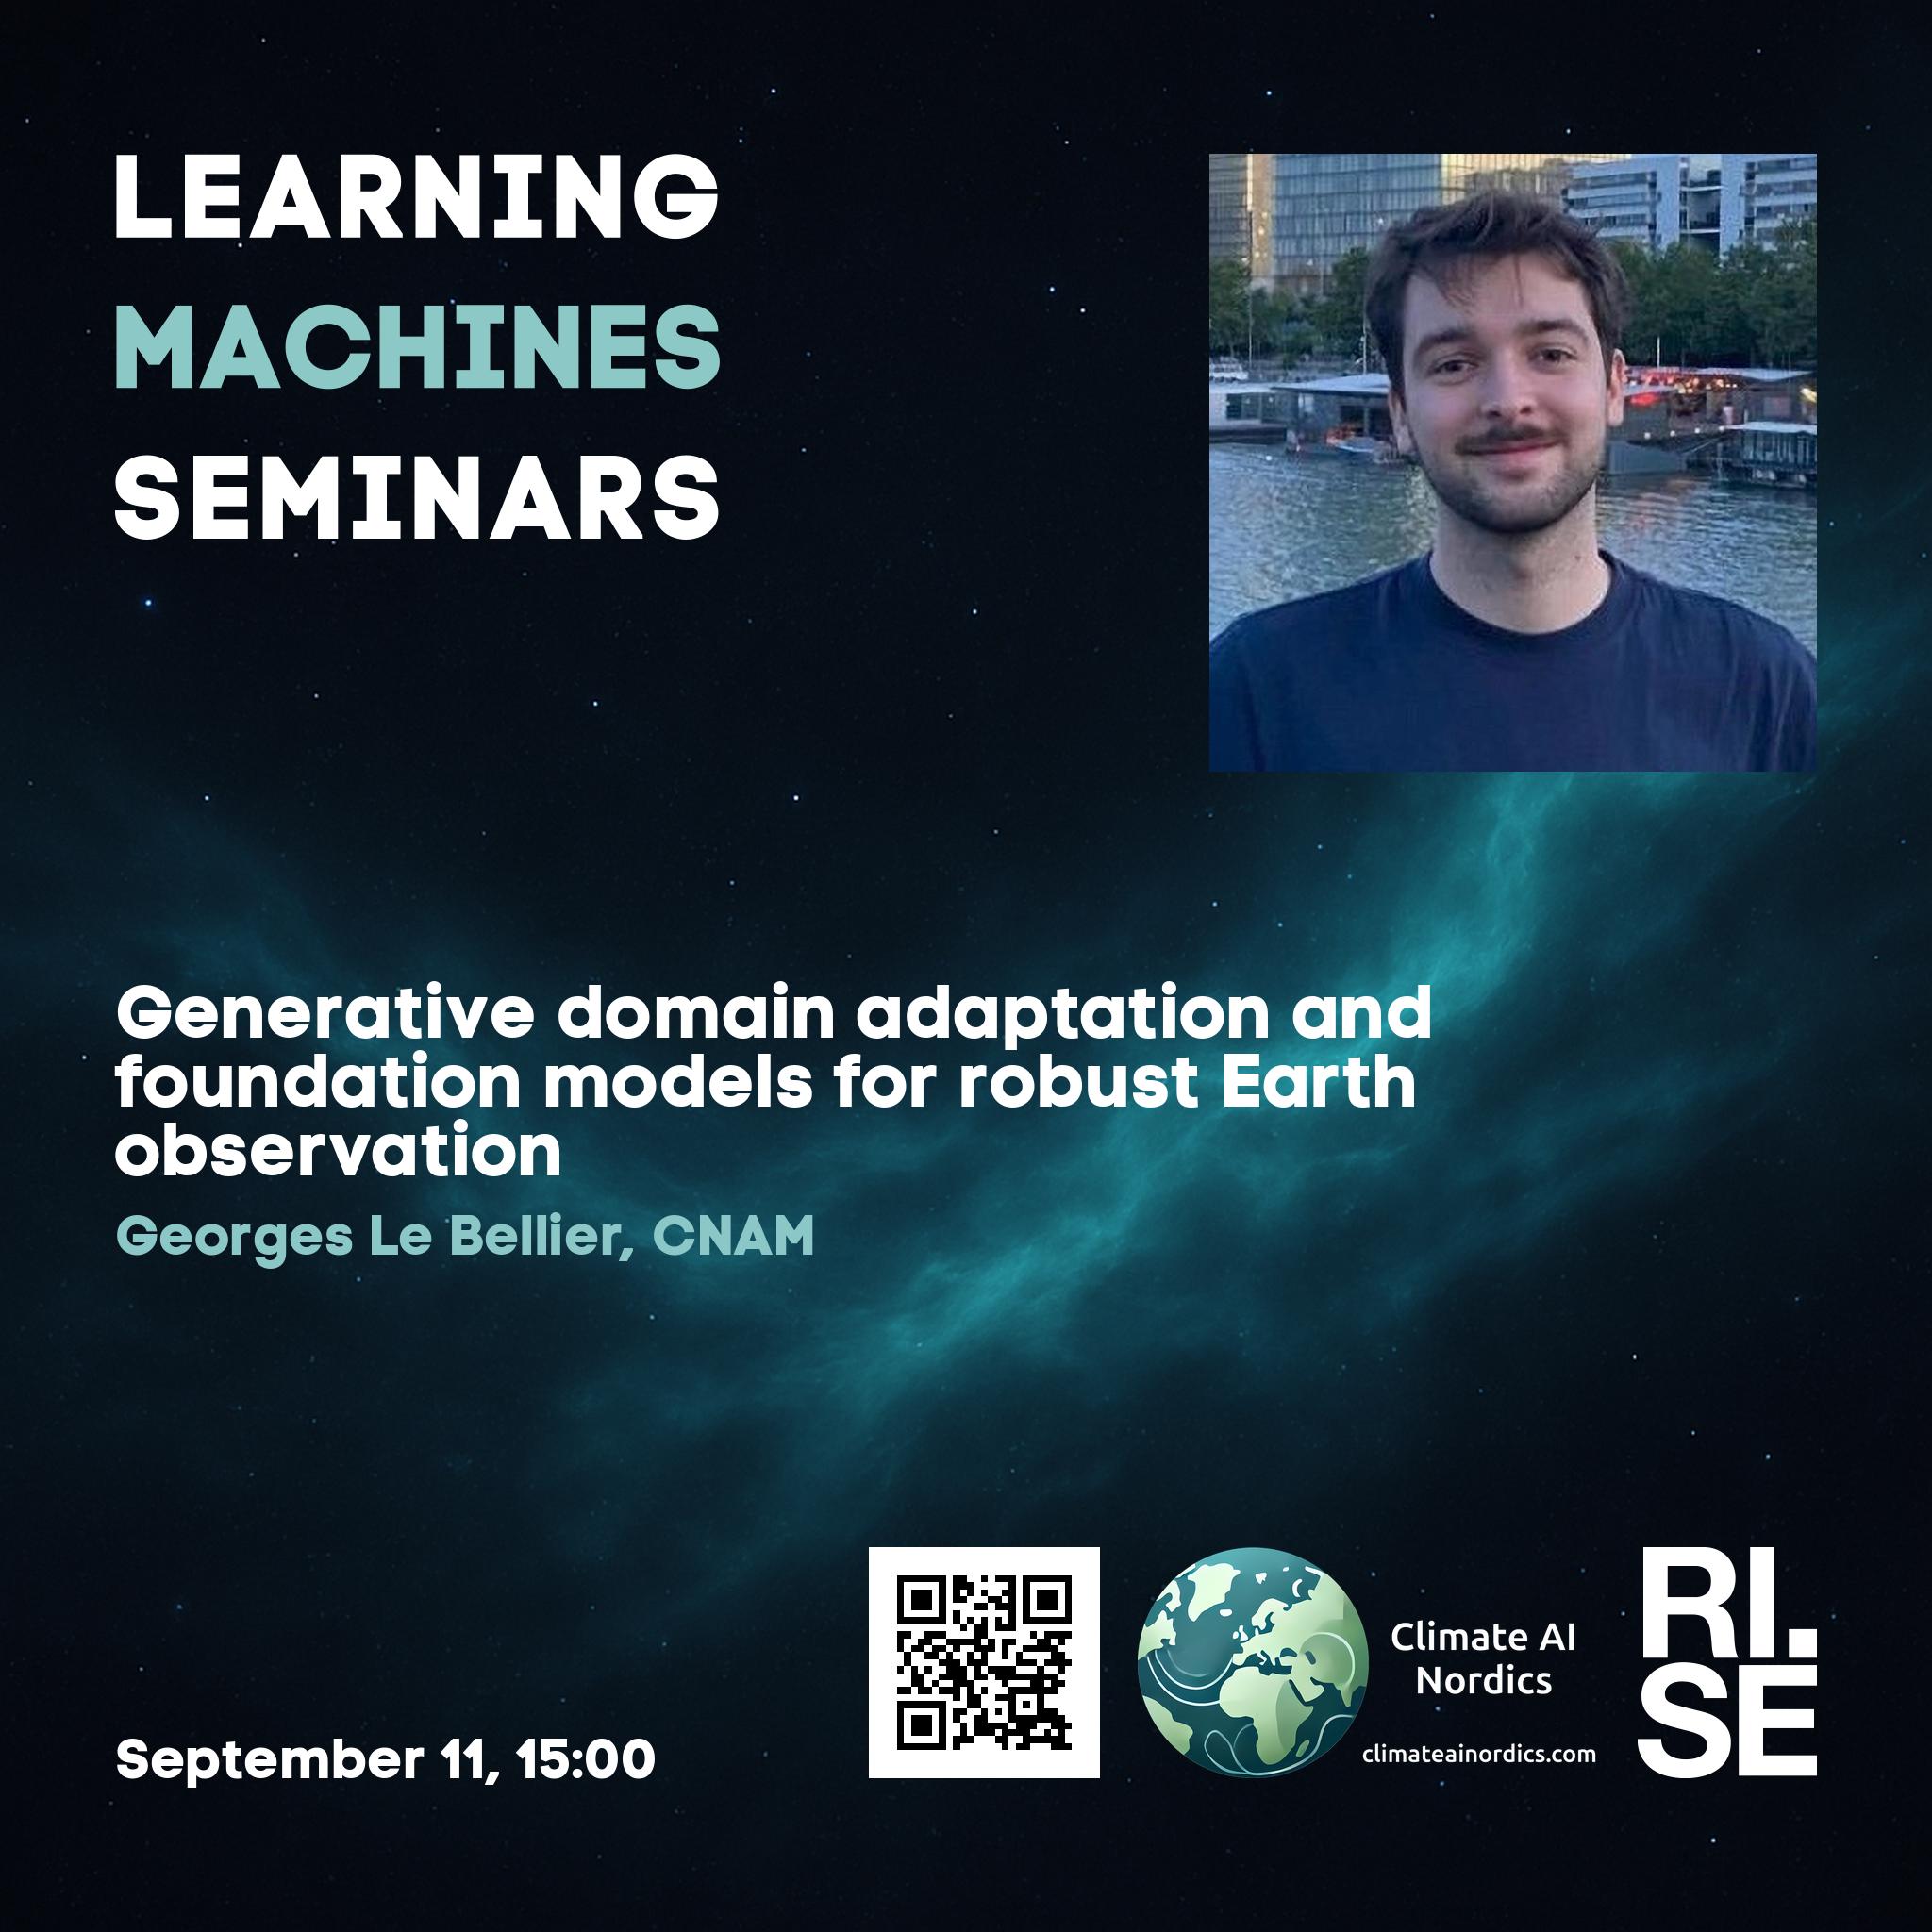 LEARNING
MACHINES
SEMINARS
Generative domain adaptation and
foundation models for robust Earth
observation
Georges Le Bellier, CNAM
September 11, 15:00
Climate AI
Nordics
climateainordics.com
RI.
SE